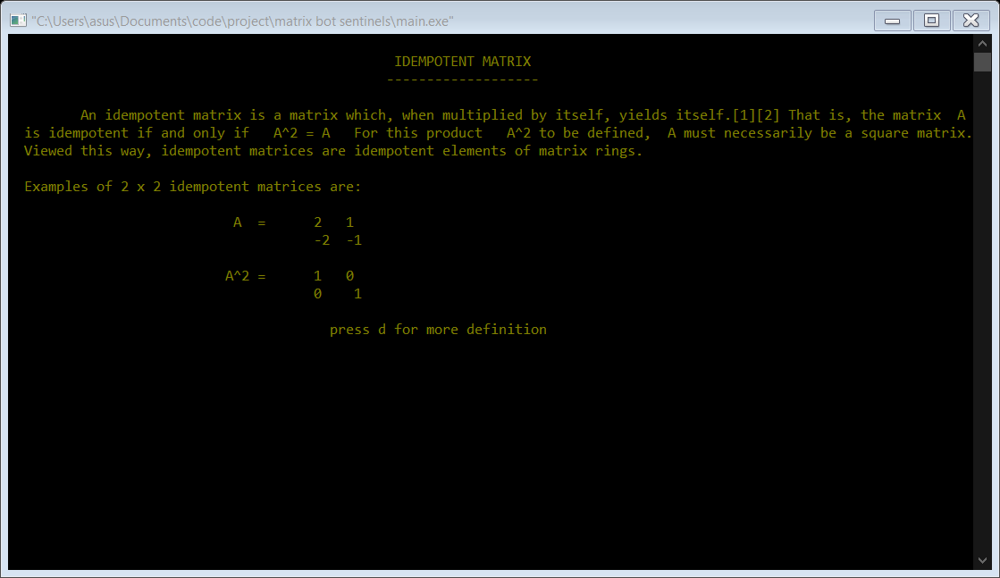 "C:\Users\asus\Documents\code\project\matrix bot sentinels\main.exe"
IDEMPOTENT MATRIX
-------------------
An idempotent matrix is a matrix which, when multiplied by itself, yields itself.[1][2] That is, the matrix  A
is idempotent if and only if   A^2 = A   For this product   A^2 to be defined,  A must necessarily be a square matrix.
Viewed this way, idempotent matrices are idempotent elements of matrix rings.
Examples of 2 x 2 idempotent matrices are:
A  =      2   1
-2  -1
A^2 =      1   0
0    1
press d for more definition